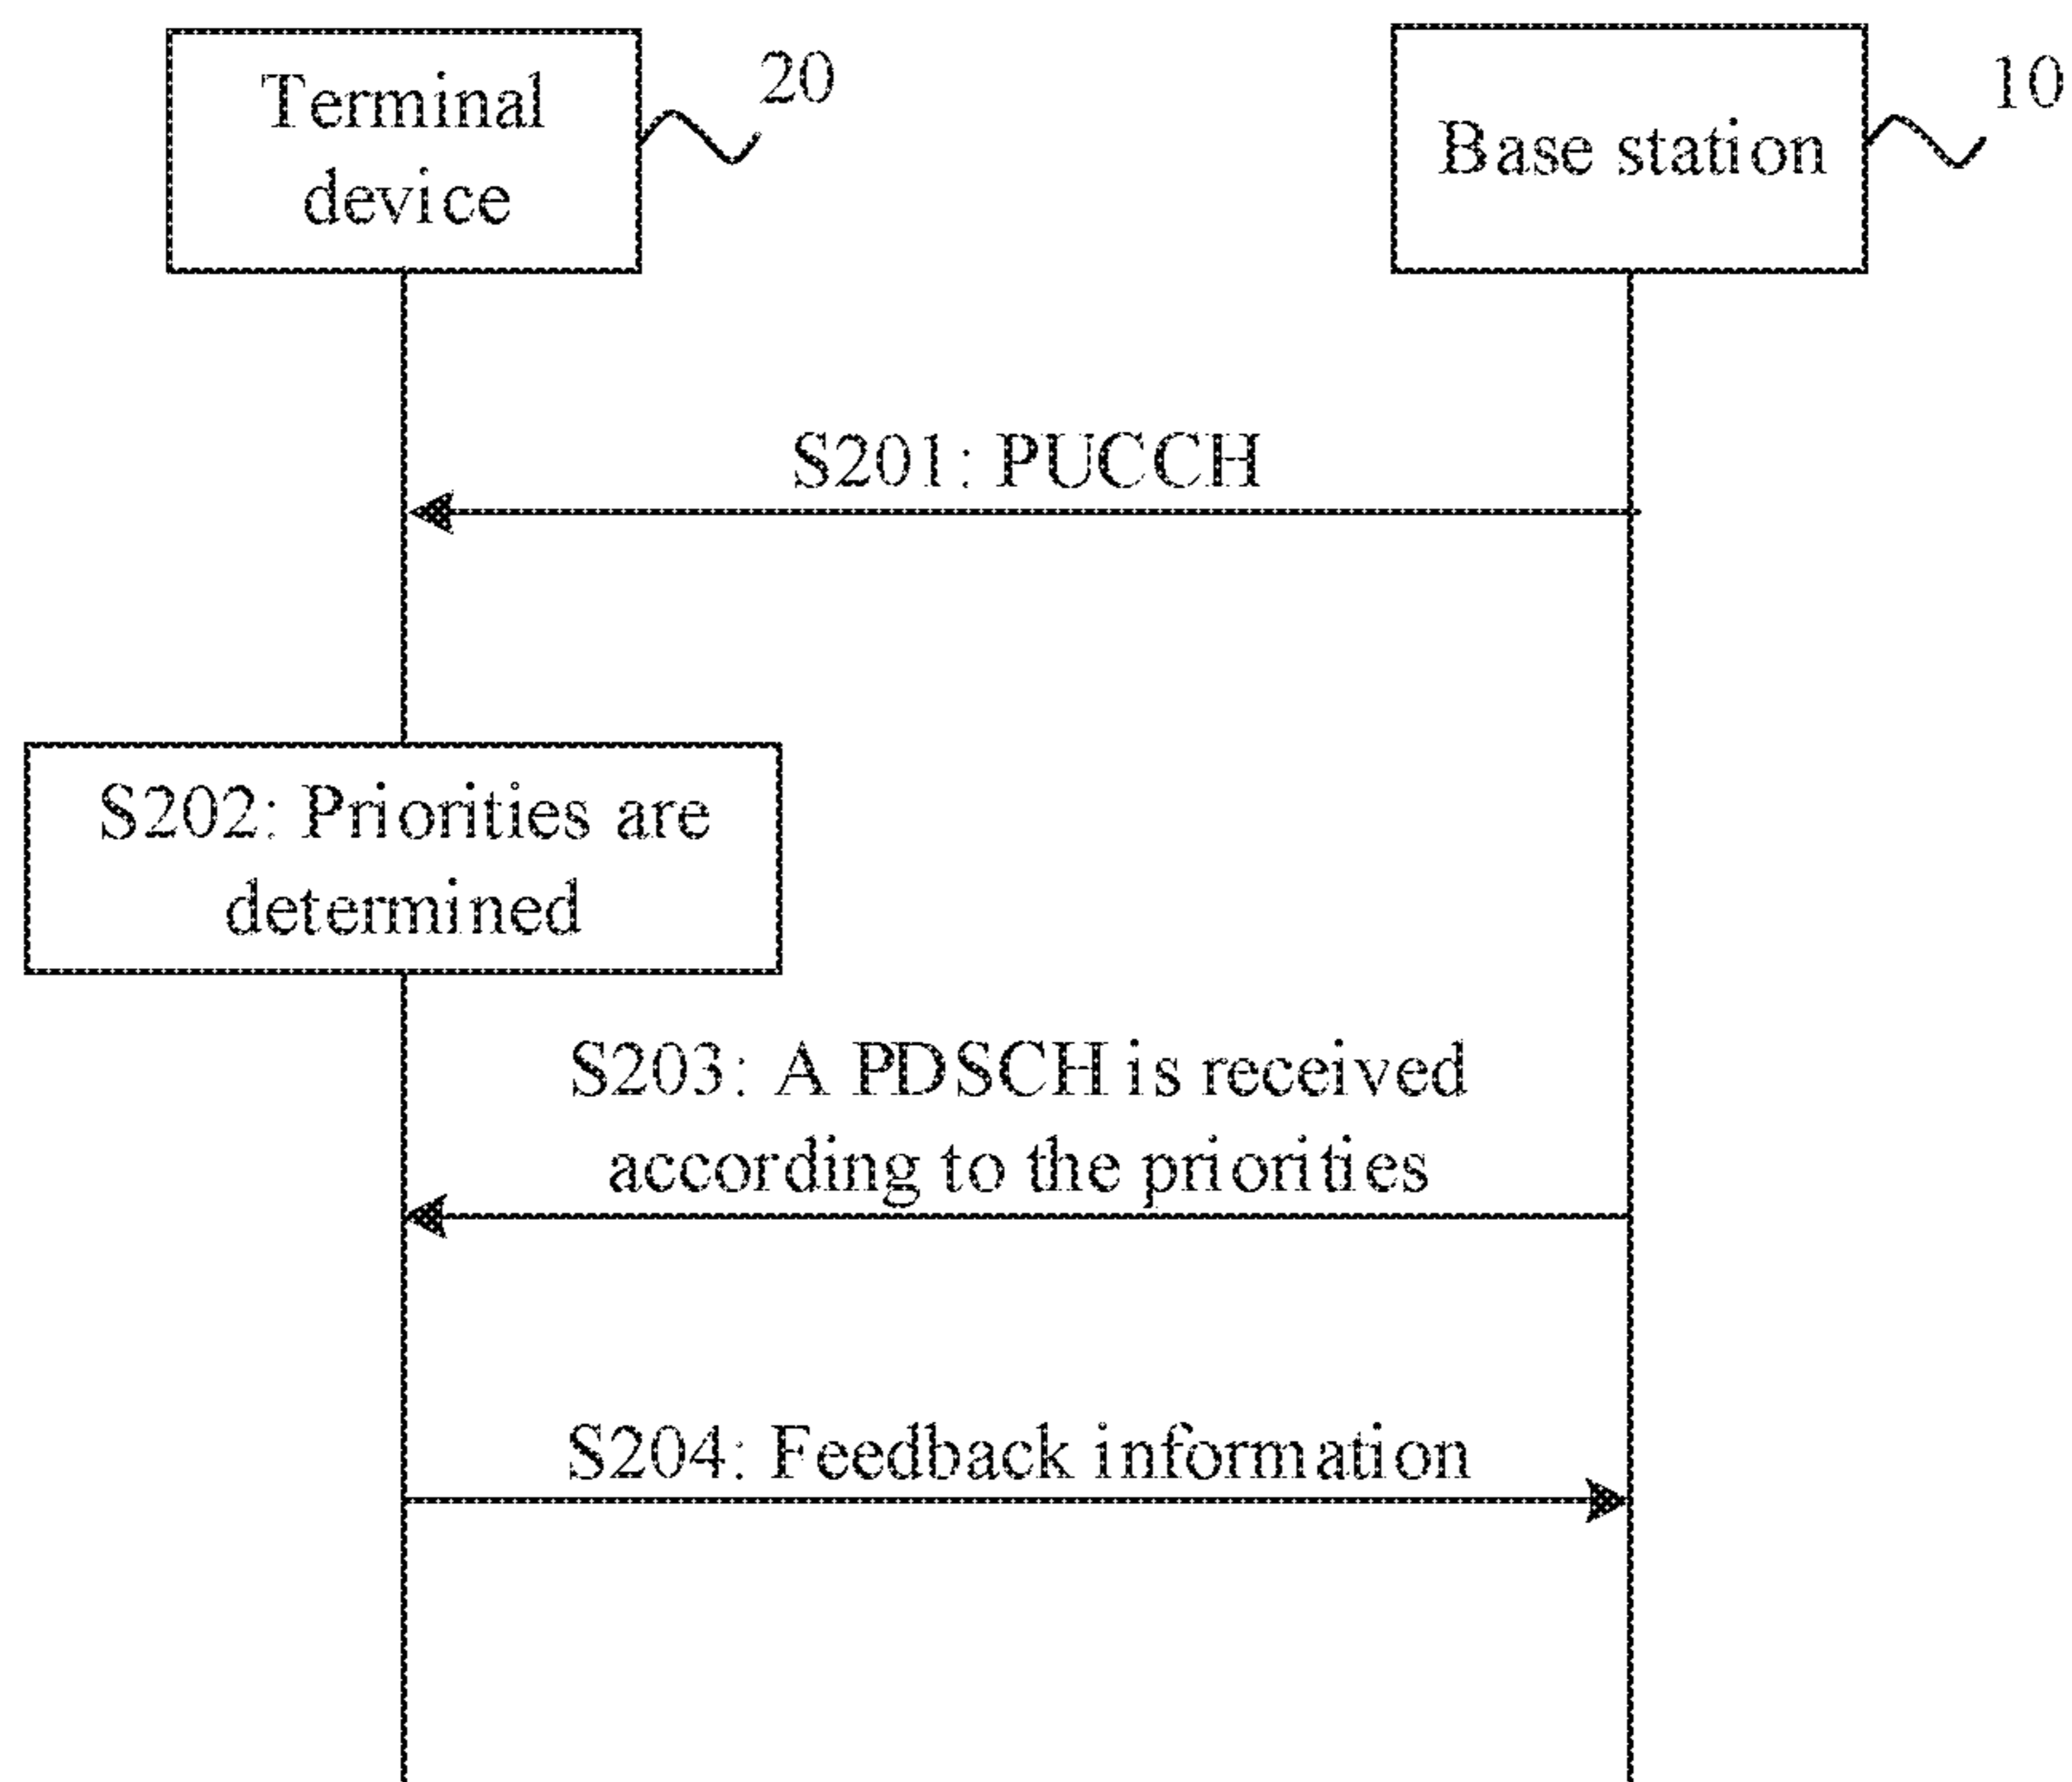 Terminal
device
20
Base station
10
S201: PUCCH
S202: Priorities are
determined
S203: A PDSCH is received
according to the priorities
S204: Feedback information